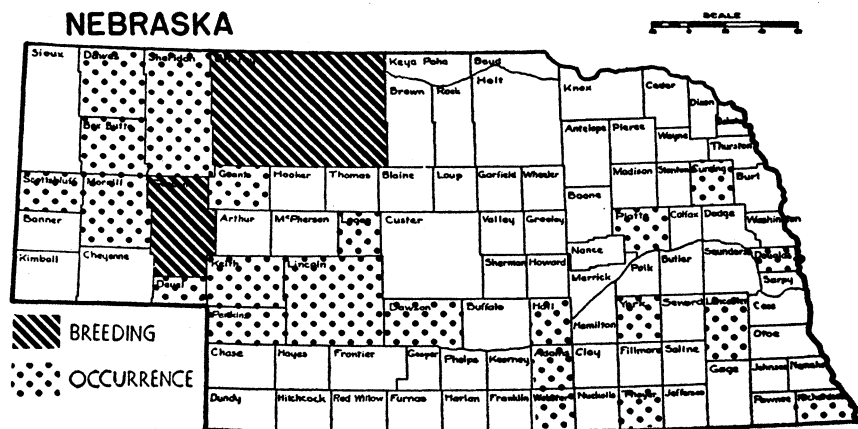 NEBRASKA
SCALE
Sioux Dawes Sheridan Keya Paha Boyd
Brown Rock Holt Knox Cedar Dixon
Box Butte Antelope Pierce Wayne Thurston
Scottsbluff Morrill Grants Hooker Thomas Blaine Loup Garfield Wheeler Madison Stanton Cuming Burt
Boone
Banner Arthur McPherson Logan Custer Valley Greeley Platte Colfax Dodge Washington
Nance
Kimball Cheyenne Keith Lincoln Sherman Howard Merrick Polk Butler Saunders Douglas
Deuel Sarpy
Perkins Dawson Buffalo Hall Hamilton York Seward Lancaster Cass
BREEDING
Otoe
Chase Hayes Frontier Gosper Phelps Kearney Adams Clay Fillmore Saline
OCCURRENCE
Gage Johnson Nemaha
Dundy Hitchcock Red Willow Furnas Harlan Franklin Webster Nuckolls Thayer Jefferson Pawnee Richardson